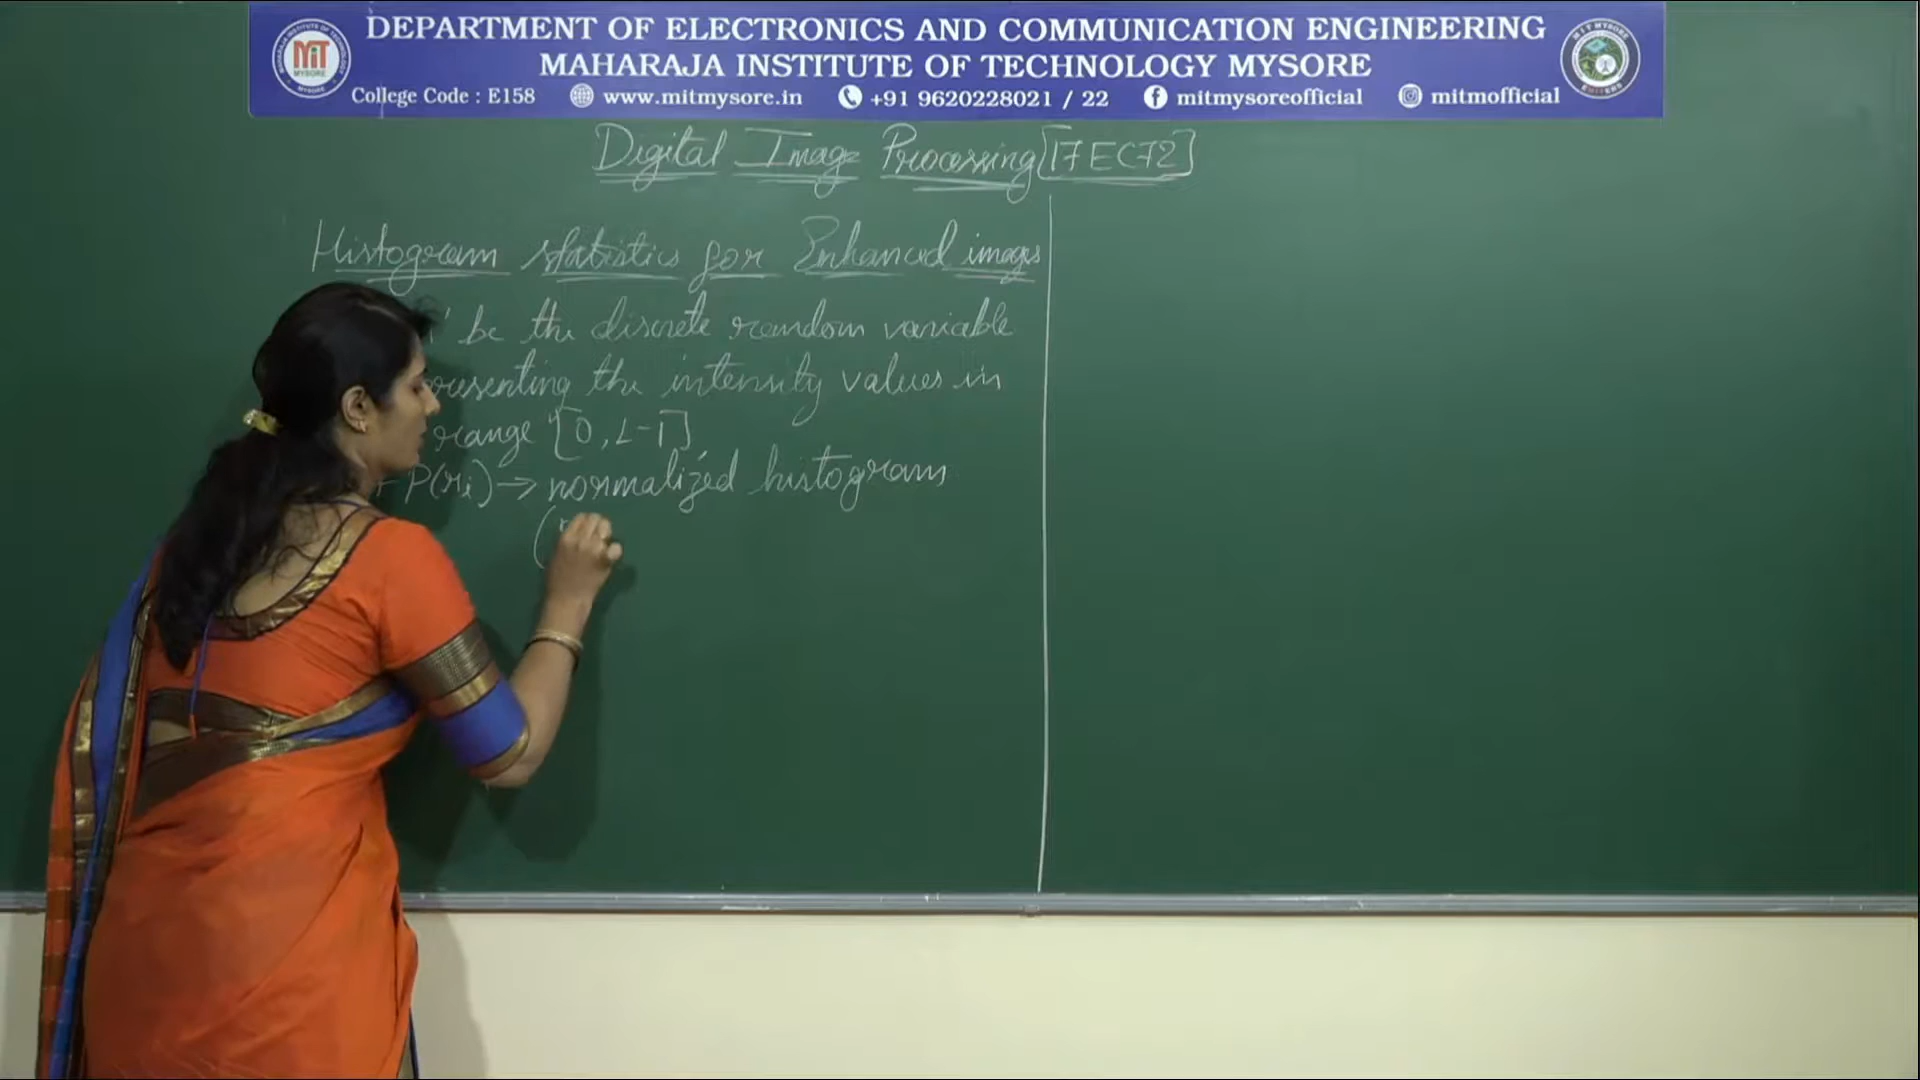 DEPARTMENT OF ELECTRONICS AND COMMUNICATION ENGINEERING
MAHARAJA INSTITUTE OF TECHNOLOGY MYSORE
MIT
MYSORE
College Code : E158 www.mitmysore.in +91 9620228021 / 22 mitmysoreofficial mitmofficial
Digital Image Processing [17EC72]
Histogram statistics for Enhanced images
be the discrete random variable
the intensity values in
range [0, L-1]
P(ri) → normalized histogram
(